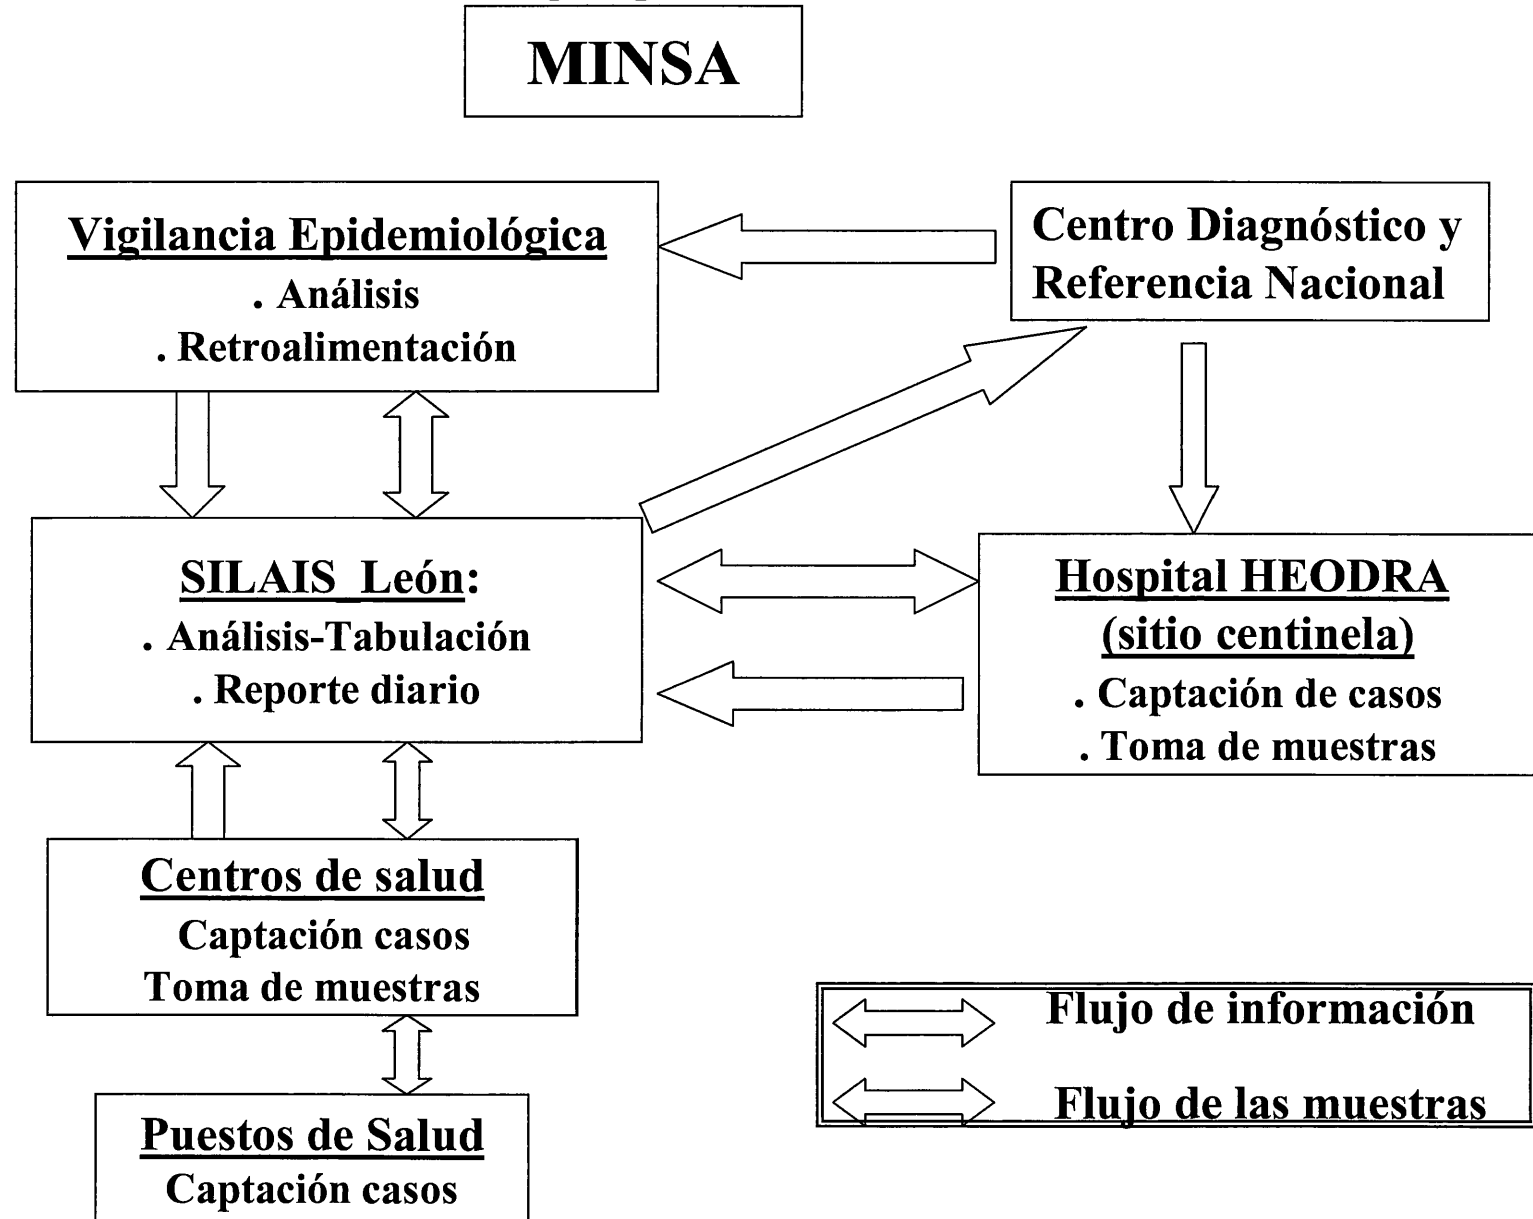 MINSA
Vigilancia Epidemiológica
. Análisis
. Retroalimentación
Centro Diagnóstico y
Referencia Nacional
SILAIS León:
. Análisis-Tabulación
. Reporte diario
Hospital HEODRA
(sitio centinela)
. Captación de casos
. Toma de muestras
Centros de salud
Captación casos
Toma de muestras
Flujo de información
Flujo de las muestras
Puestos de Salud
Captación casos